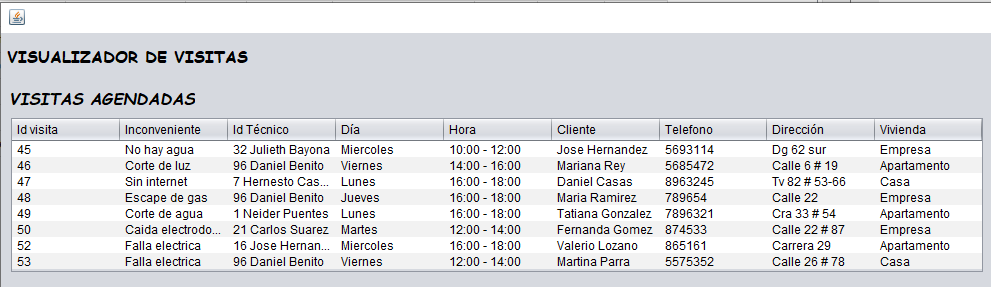 VISUALIZADOR DE VISITAS
VISITAS AGENDADAS
Id visita Inconveniente Id Técnico Día Hora Cliente Telefono Dirección Vivienda
45 No hay agua 32 Julieth Bayona Miercoles 10:00 - 12:00 Jose Hernandez 5693114 Dg 62 sur Empresa
46 Corte de luz 96 Daniel Benito Viernes 14:00 - 16:00 Mariana Rey 5685472 Calle 6 # 19 Apartamento
47 Sin internet 7 Hernesto Cas... Lunes 16:00 - 18:00 Daniel Casas 8963245 Tv 82 # 53-66 Casa
48 Escape de gas 96 Daniel Benito Jueves 16:00 - 18:00 Maria Ramirez 789654 Calle 22 Empresa
49 Corte de agua 1 Neider Puentes Lunes 16:00 - 18:00 Tatiana Gonzalez 7896321 Cra 33 # 54 Apartamento
50 Caida electrodo... 21 Carlos Suarez Martes 12:00 - 14:00 Fernanda Gomez 874533 Calle 22 # 87 Empresa
52 Falla electrica 16 Jose Hernan... Miercoles 16:00 - 18:00 Valerio Lozano 865161 Carrera 29 Apartamento
53 Falla electrica 96 Daniel Benito Viernes 12:00 - 14:00 Martina Parra 5575352 Calle 26 # 78 Casa